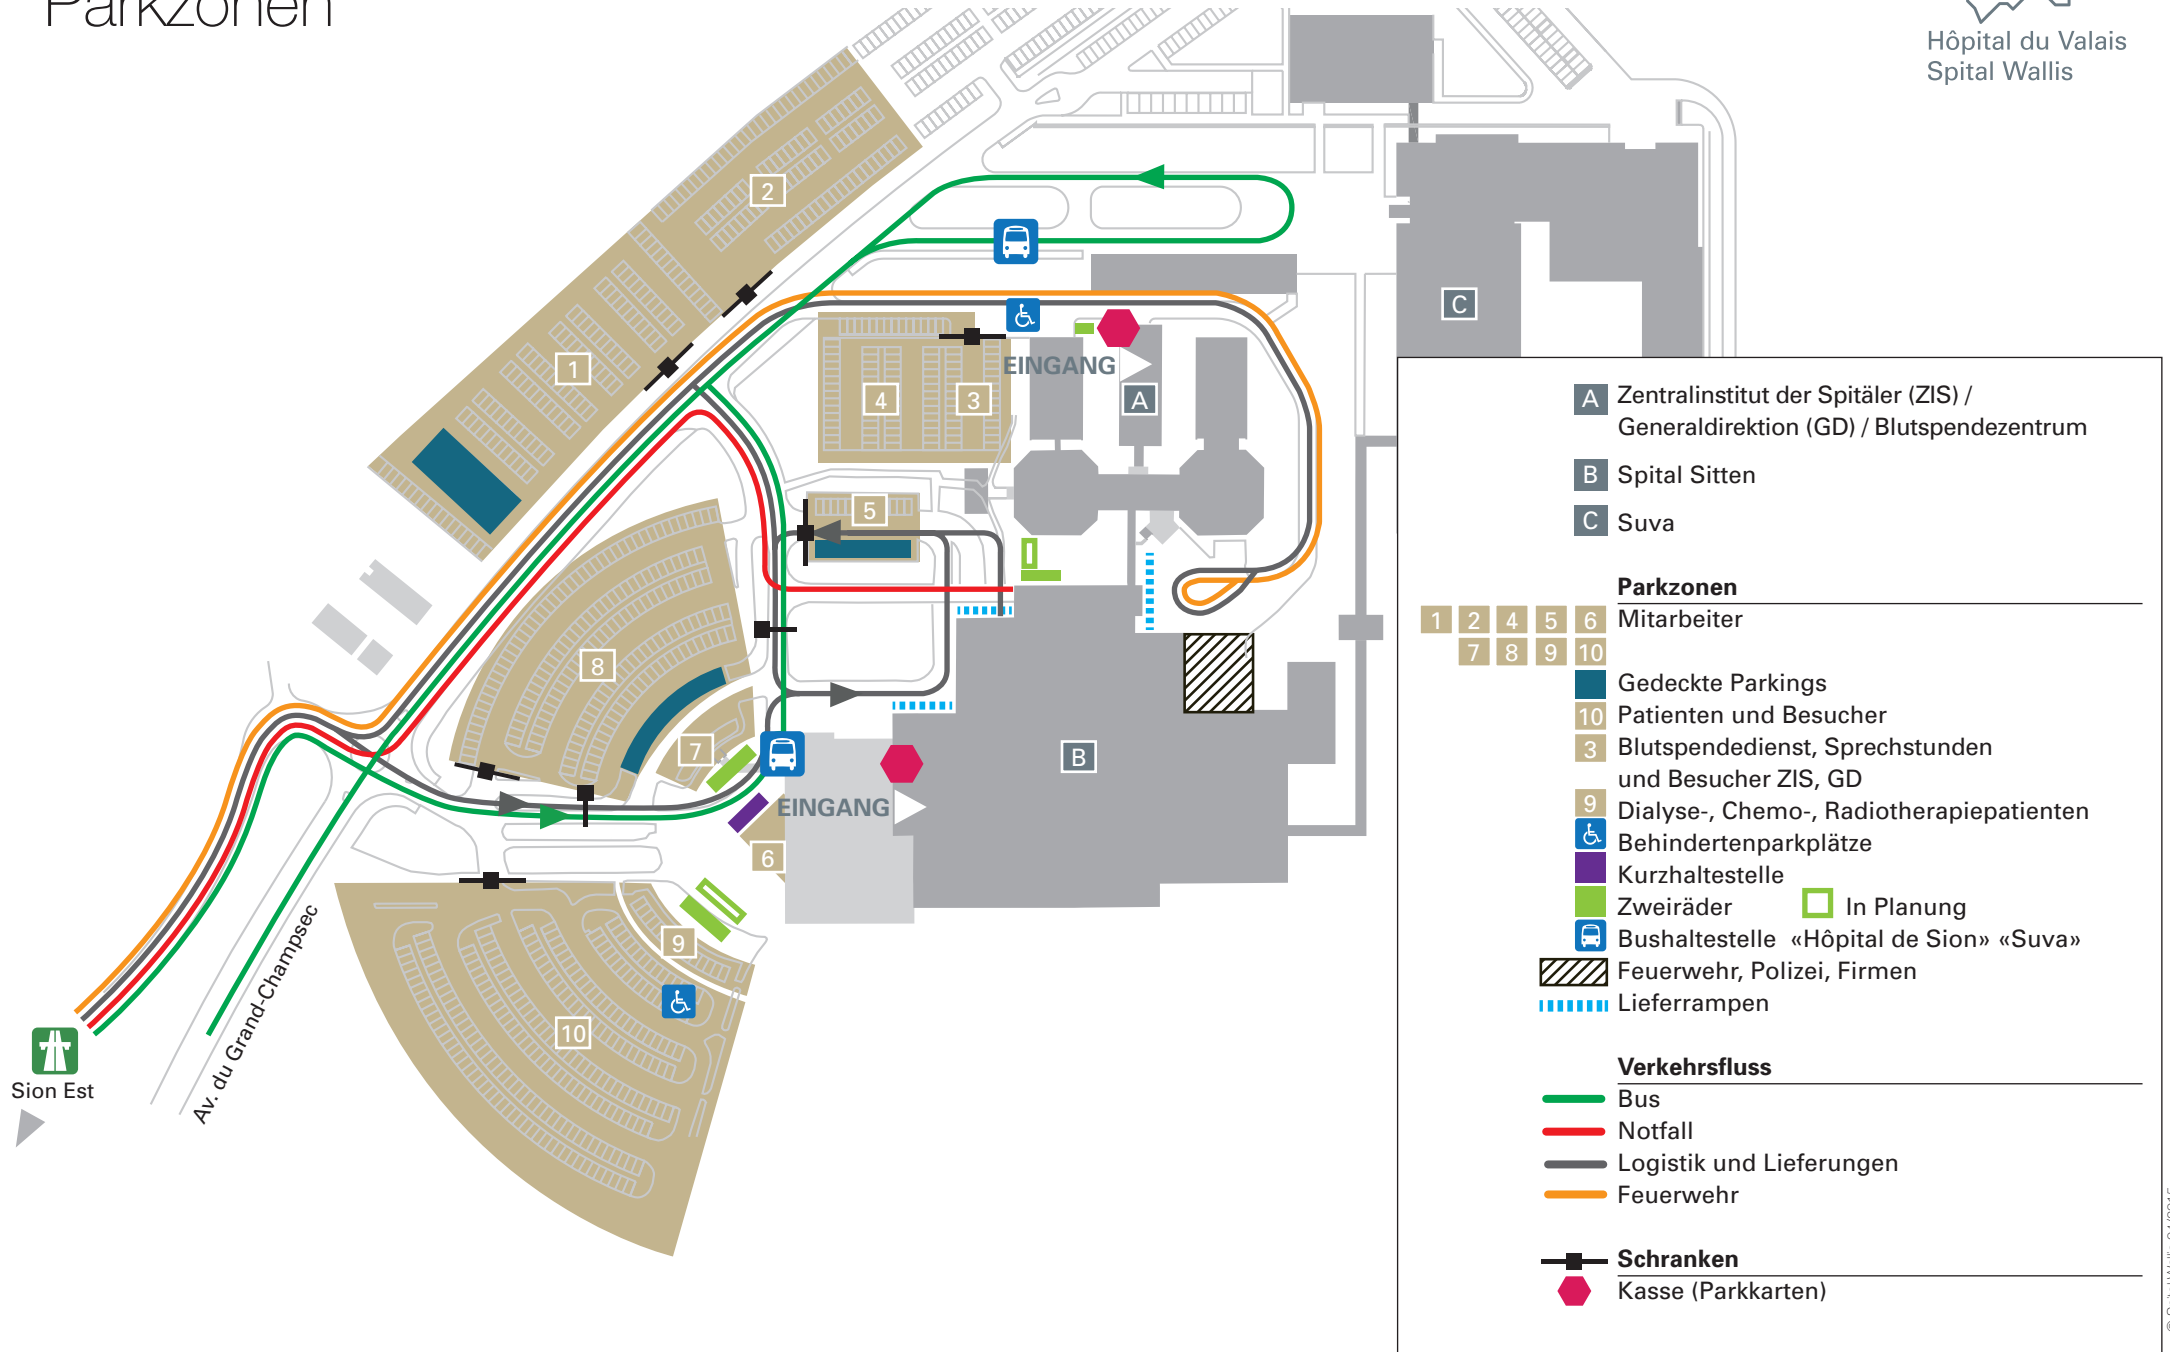 Parkzonen
Hôpital du Valais
Spital Wallis
2
1
C
EINGANG
4
3
A
5
8
7
B
EINGANG
6
9
10
Av. du Grand-Champsec
Sion Est
A Zentralinstitut der Spitäler (ZIS) /
Generaldirektion (GD) / Blutspendezentrum
B Spital Sitten
C Suva
Parkzonen
1 2 4 5 6 Mitarbeiter
7 8 9 10
Gedeckte Parkings
10 Patienten und Besucher
3 Blutspendedienst, Sprechstunden
und Besucher ZIS, GD
9 Dialyse-, Chemo-, Radiotherapiepatienten
Behindertenparkplätze
Kurzhaltestelle
Zweiräder In Planung
Bushaltestelle «Hôpital de Sion» «Suva»
Feuerwehr, Polizei, Firmen
Lieferrampen
Verkehrsfluss
Bus
Notfall
Logistik und Lieferungen
Feuerwehr
Schranken
Kasse (Parkkarten)